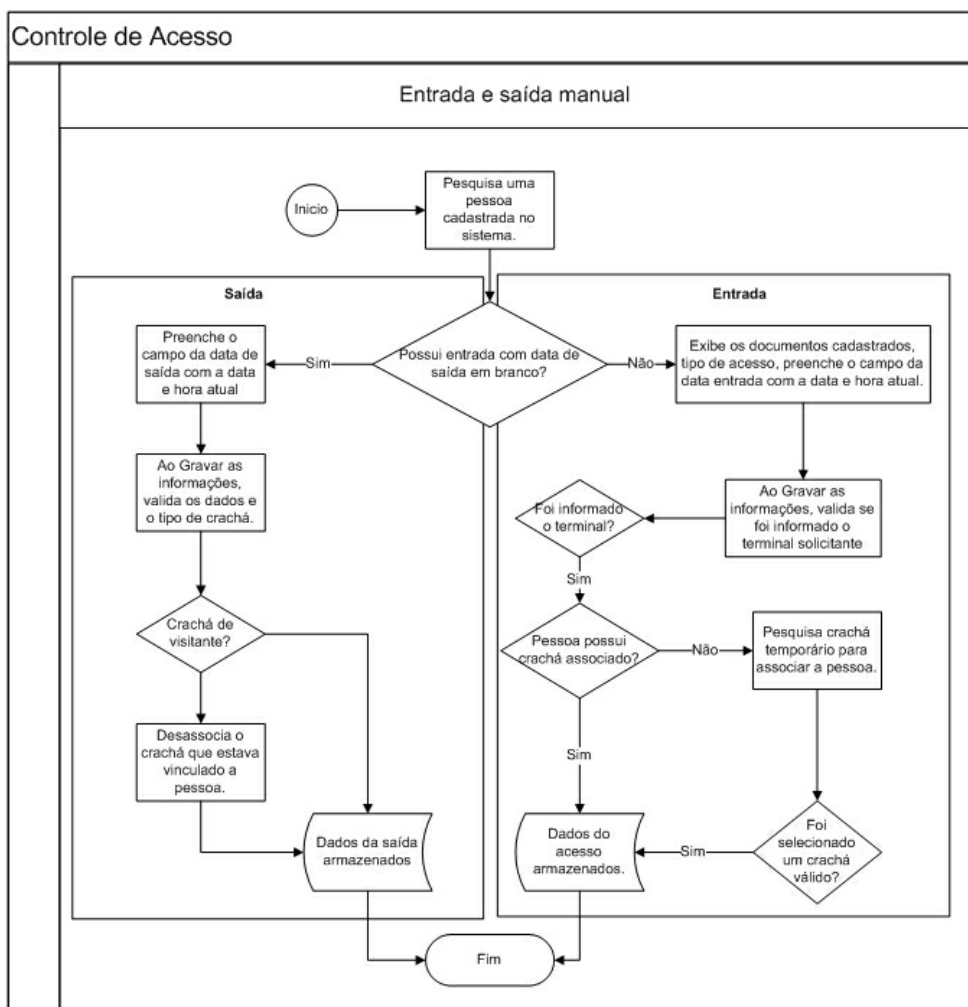 Controle de Acesso
Entrada e saída manual
Inicio
Pesquisa uma
pessoa
cadastrada no
sistema.
Possui entrada com data de
saída em branco?
Sim
Não
Saída
Preenche o
campo da data de
saída com a data
e hora atual
Ao Gravar as
informações,
valida os dados e
o tipo de crachá.
Crachá de
visitante?
Desassocia o
crachá que estava
vinculado a
pessoa.
Dados da saída
armazenados
Entrada
Exibe os documentos cadastrados,
tipo de acesso, preenche o campo da
data entrada com a data e hora atual.
Ao Gravar as
informações, valida se
foi informado o
terminal solicitante
Foi informado
o terminal?
Sim
Pessoa possui
crachá associado?
Não
Pesquisa crachá
temporário para
associar a pessoa.
Sim
Foi
selecionado
um crachá
válido?
Sim
Dados do
acesso
armazenados.
Fim